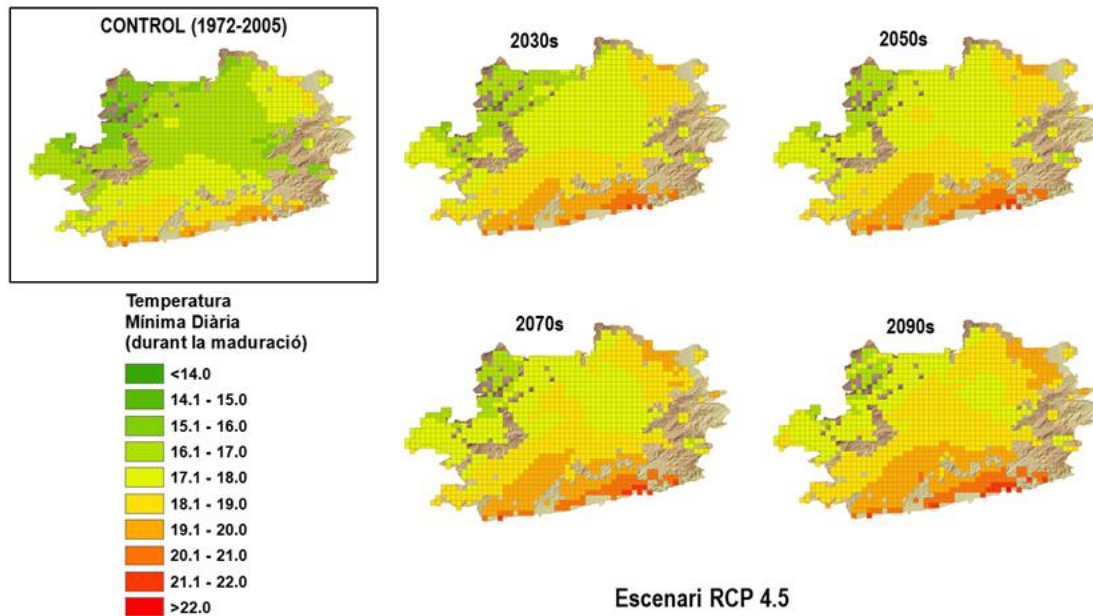 CONTROL (1972-2005)
2030s
2050s
Temperatura
Mínima Diària
(durant la maduració)
<14.0
14.1 - 15.0
15.1 - 16.0
16.1 - 17.0
17.1 - 18.0
18.1 - 19.0
19.1 - 20.0
20.1 - 21.0
21.1 - 22.0
>22.0
2070s
2090s
Escenari RCP 4.5